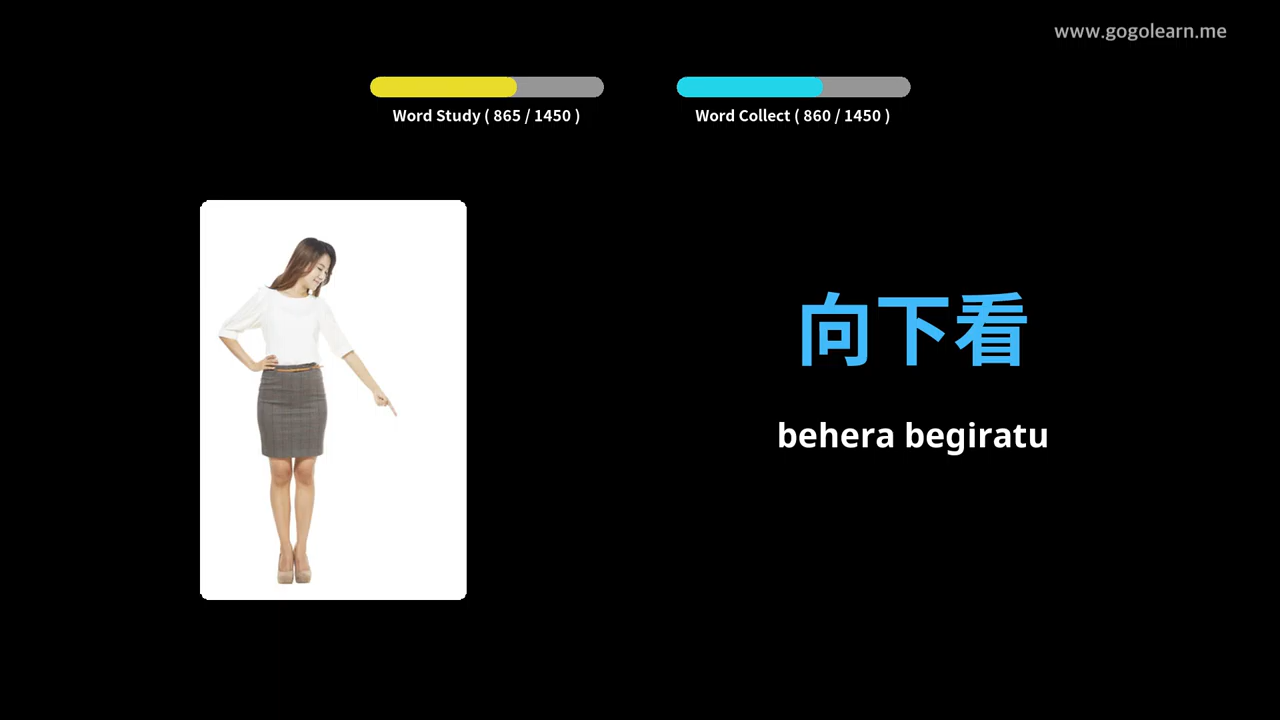 www.gogolearn.me
Word Study ( 865 / 1450 )
Word Collect ( 860 / 1450 )
向下看
behera begiratu